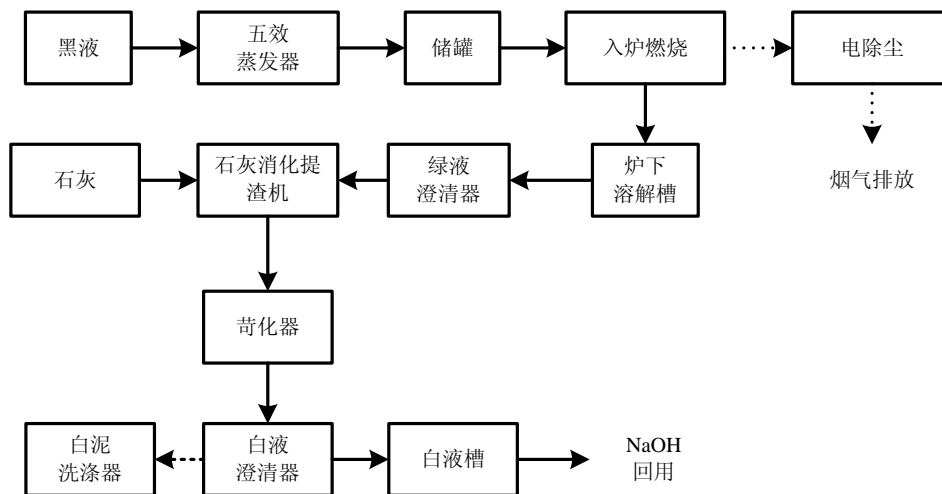 黑液
五效
蒸发器
储罐
入炉燃烧
电除尘
石灰
石灰消化提
渣机
绿液
澄清器
炉下
溶解槽
烟气排放
苛化器
白泥
洗涤器
白液
澄清器
白液槽
NaOH
回用